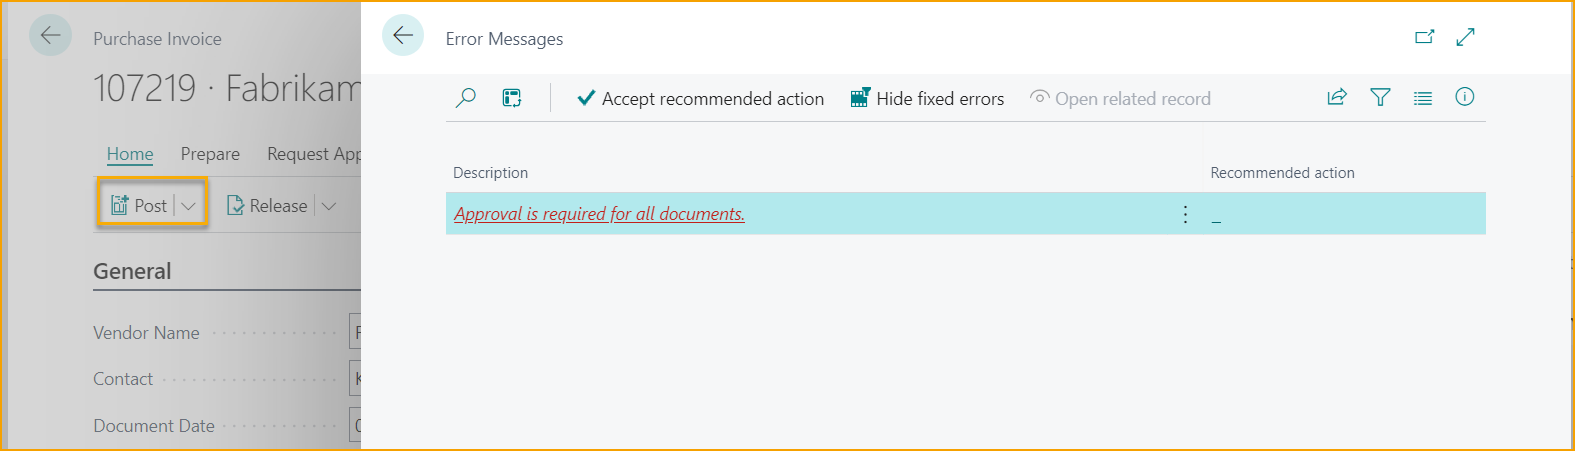 Purchase Invoice
107219 · Fabrikam
Home Prepare Request App
Post Release
General
Vendor Name
Contact
Document Date
Error Messages
Accept recommended action Hide fixed errors Open related record
Description Recommended action
Approval is required for all documents. _